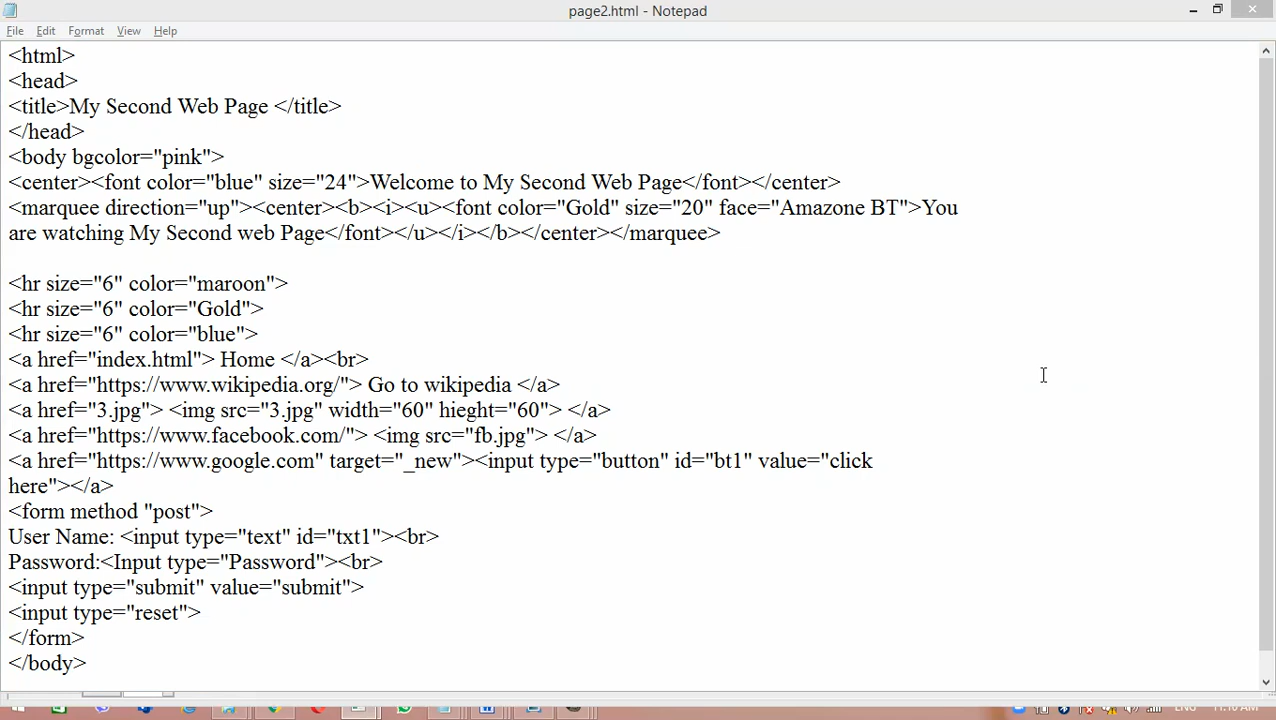 page2.html - Notepad
File Edit Format View Help
<html>
<head>
<title>My Second Web Page </title>
</head>
<body bgcolor="pink">
<center><font color="blue" size="24">Welcome to My Second Web Page</font></center>
<marquee direction="up"><center><b><i><u><font color="Gold" size="20" face="Amazone BT">You
are watching My Second web Page</font></u></i></b></center></marquee>
<hr size="6" color="maroon">
<hr size="6" color="Gold">
<hr size="6" color="blue">
<a href="index.html"> Home </a><br>
<a href="https://www.wikipedia.org/"> Go to wikipedia </a>
<a href="3.jpg"> <img src="3.jpg" width="60" hieght="60"> </a>
<a href="https://www.facebook.com/"> <img src="fb.jpg"> </a>
<a href="https://www.google.com" target="_new"><input type="button" id="bt1" value="click
here"></a>
<form method "post">
User Name: <input type="text" id="txt1"><br>
Password:<Input type="Password"><br>
<input type="submit" value="submit">
<input type="reset">
</form>
</body>
ENG